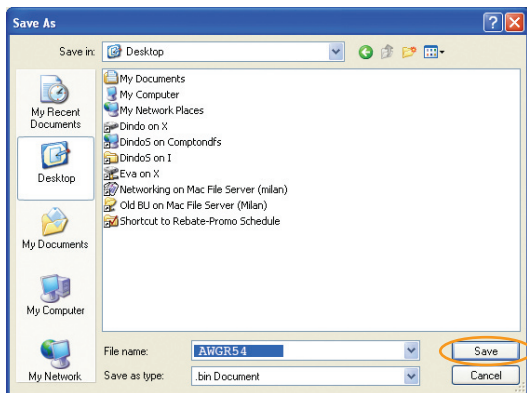 Save As
Save in:
Desktop
My Recent
Documents
Desktop
My Documents
My Computer
My Network
My Documents
My Computer
My Network Places
Dindo on X
DindoS on Comptondfs
DindoS on I
Eva on X
Networking on Mac File Server (milan)
Old BU on Mac File Server (Milan)
Shortcut to Rebate-Promo Schedule
File name:
AWGR54
Save
Save as type:
.bin Document
Cancel